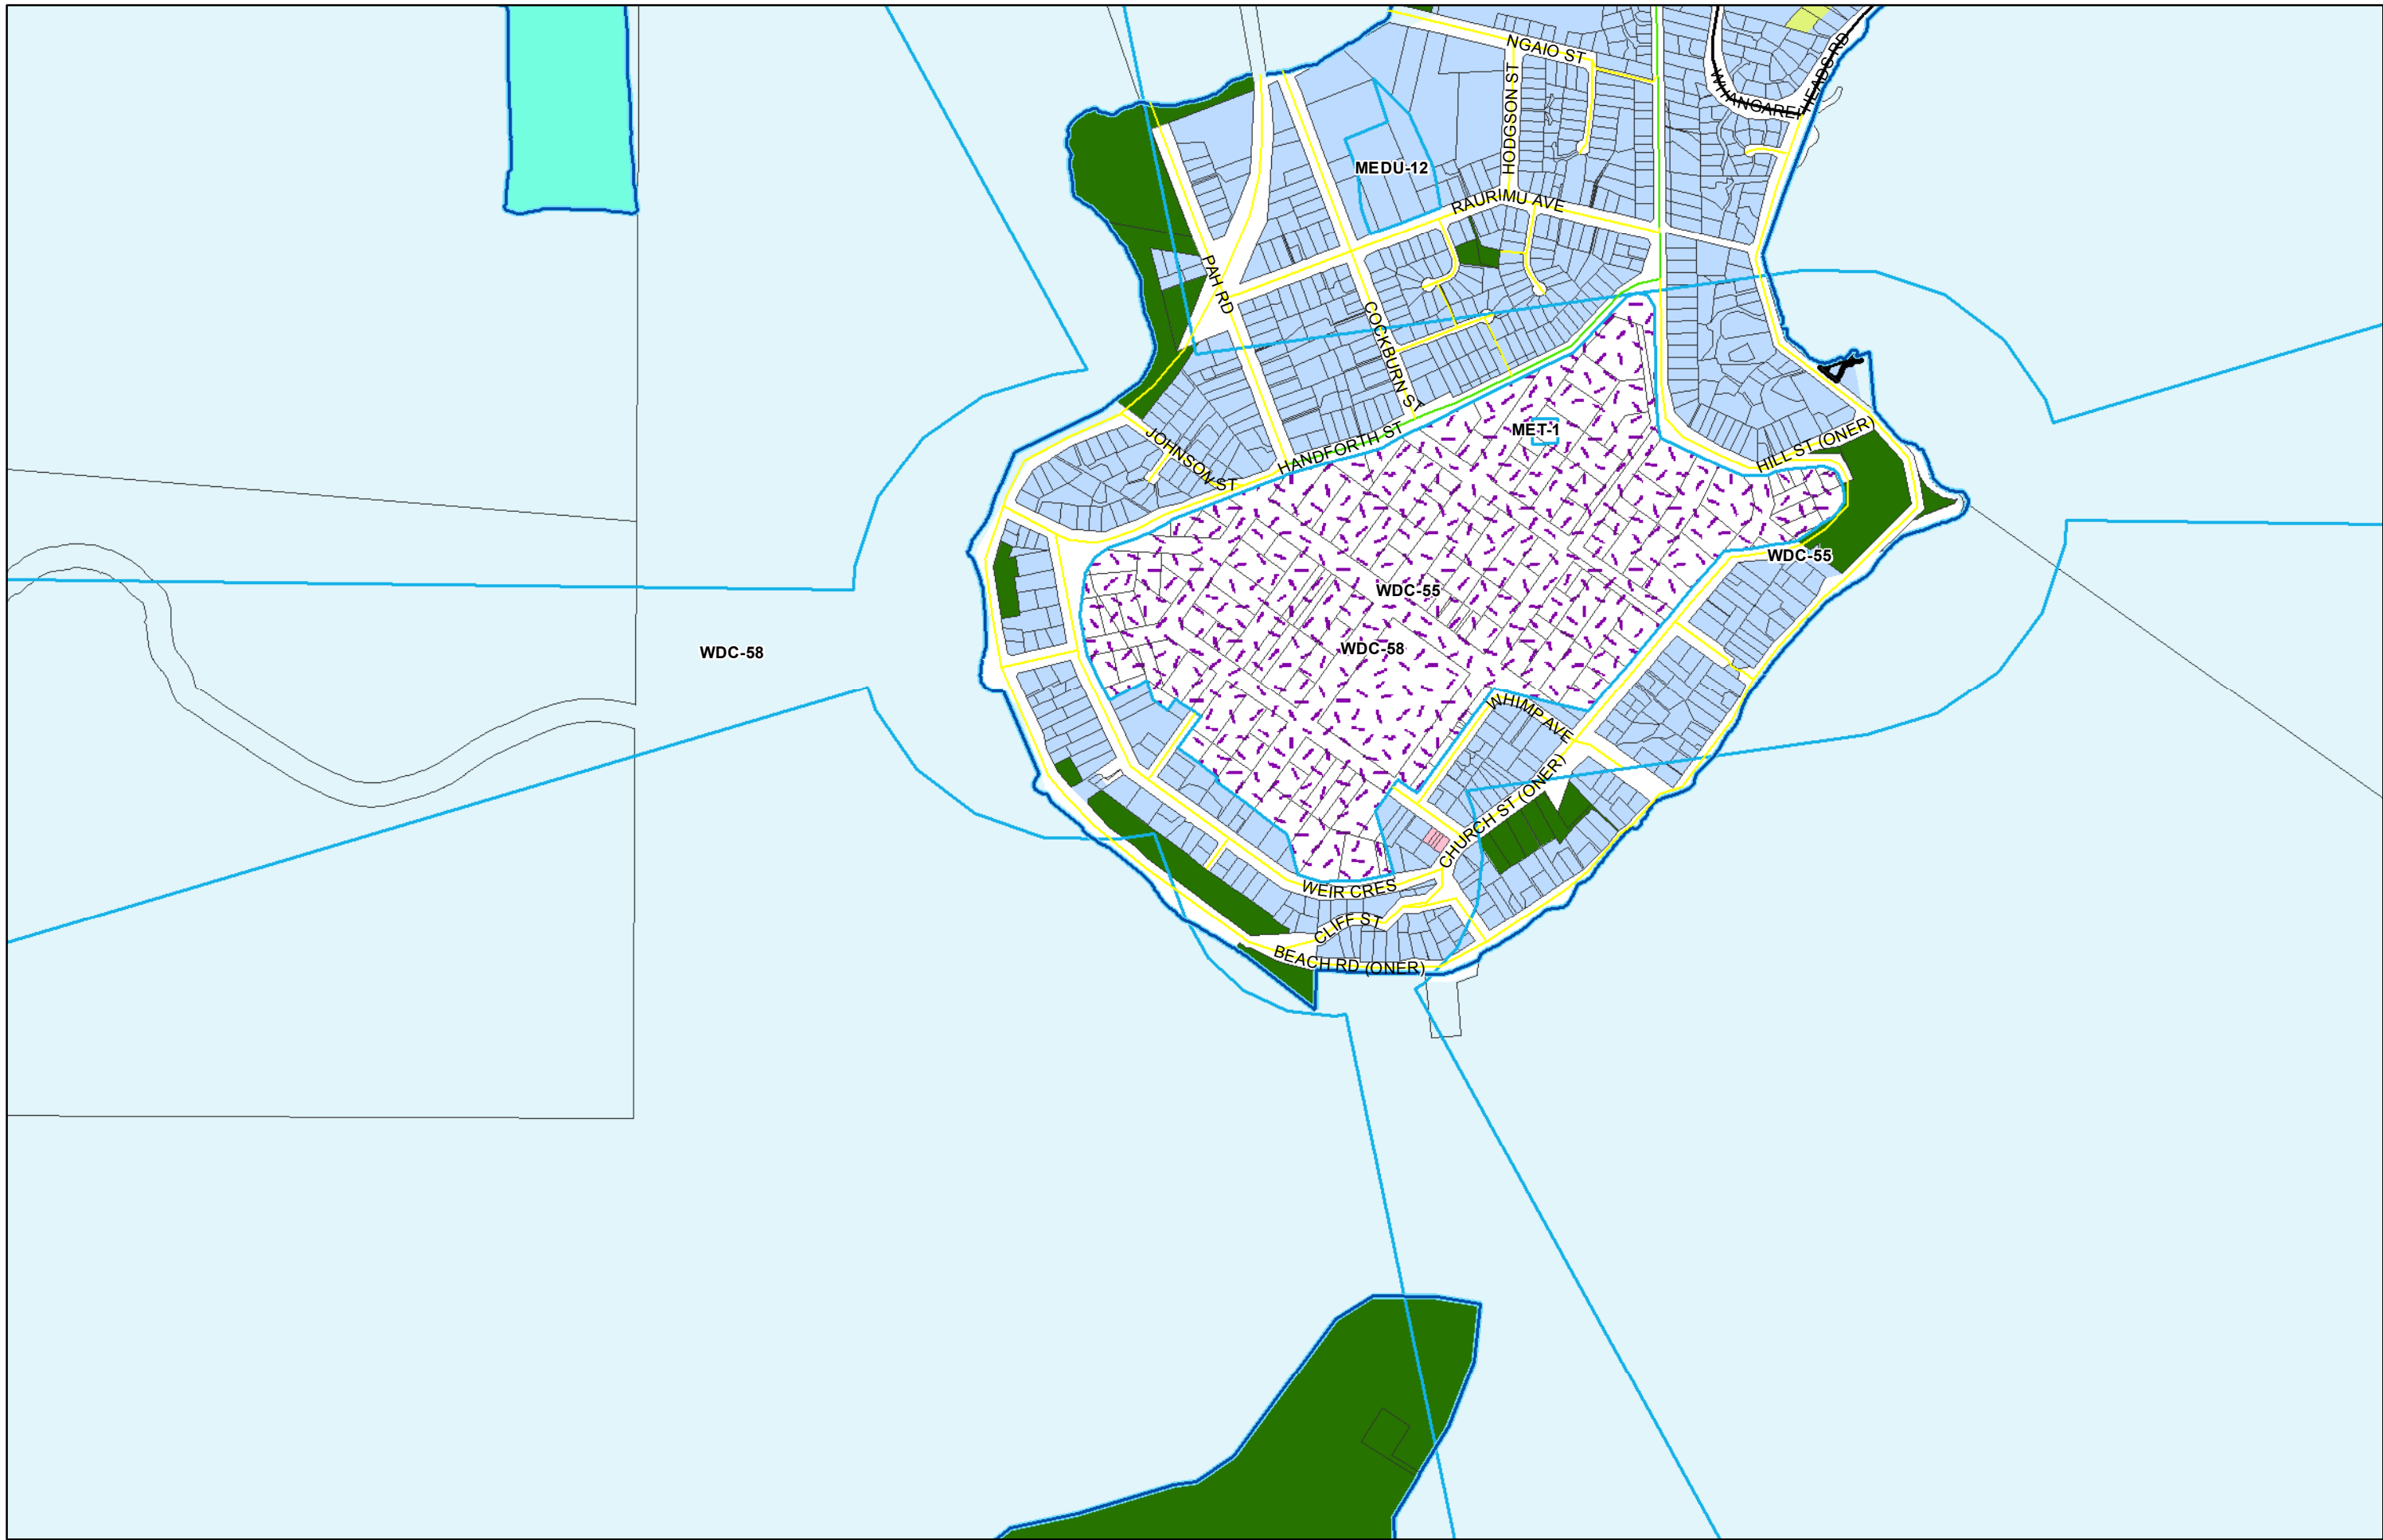 NGAIO ST
HODGSON ST
WHANGAREI HEADS RD
MEDU-12
RAURIMU AVE
PAH RD
COCKBURN ST
MET-1
JOHNSON ST
HANDFORTH ST
HILL ST (ONER)
WDC-55
WDC-55
WDC-58
WDC-58
WHIMP AVE
CHURCH ST (ONER)
WEIR CRES
CLIFF ST
BEACH RD (ONER)